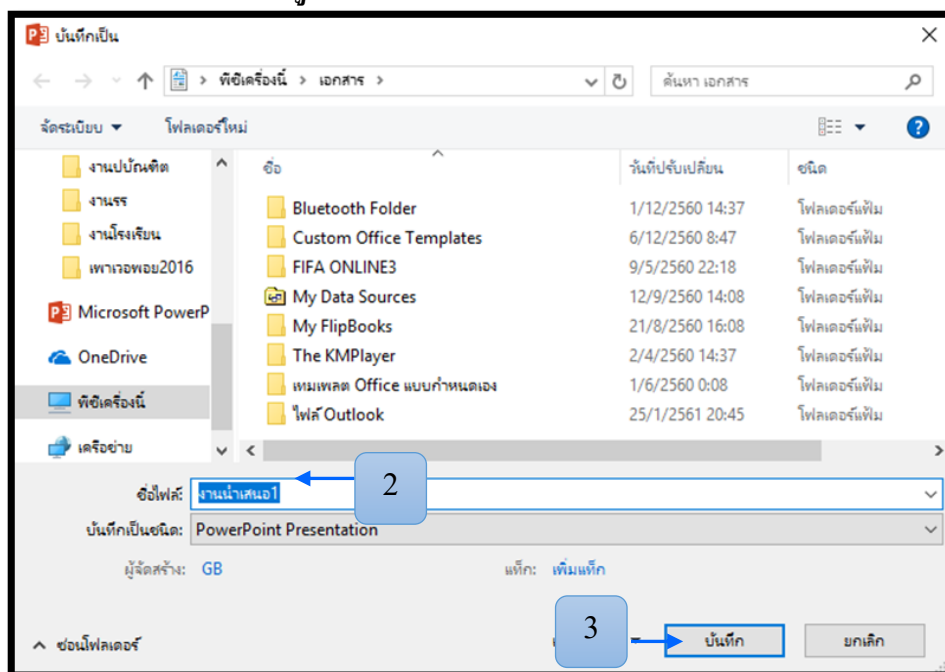 บันทึกเป็น
พีซีเครื่องนี้ > เอกสาร >
ค้นหา เอกสาร
จัดระเบียบ
โฟลเดอร์ใหม่
งานปบัณฑิต
งานรร
งานโรงเรียน
เพาเวอพอย2016
Microsoft PowerP
OneDrive
พีซีเครื่องนี้
เครือข่าย
ชื่อ วันที่ปรับเปลี่ยน ชนิด
Bluetooth Folder 1/12/2560 14:37 โฟลเดอร์แฟ้ม
Custom Office Templates 6/12/2560 8:47 โฟลเดอร์แฟ้ม
FIFA ONLINE3 9/5/2560 22:18 โฟลเดอร์แฟ้ม
My Data Sources 12/9/2560 14:08 โฟลเดอร์แฟ้ม
My FlipBooks 21/8/2560 16:08 โฟลเดอร์แฟ้ม
The KMPlayer 2/4/2560 14:37 โฟลเดอร์แฟ้ม
เทมเพลต Office แบบกำหนดเอง 1/6/2560 0:08 โฟลเดอร์แฟ้ม
ไฟล์ Outlook 25/1/2561 20:45 โฟลเดอร์แฟ้ม
ชื่อไฟล์: งานนำเสนอ1
2
บันทึกเป็นชนิด: PowerPoint Presentation
ผู้จัดสร้าง: GB แท็ก: เพิ่มแท็ก
ซ่อนโฟลเดอร์
3
บันทึก
ยกเลิก